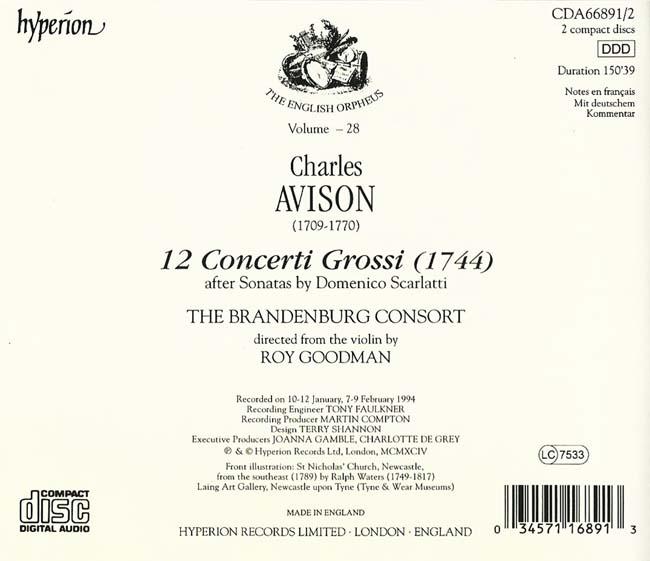 hyperion
CDA66891/2
2 compact discs
DDD
Duration 150'39
Notes en français
Mit deutschem
Kommentar
THE ENGLISH ORPHEUS
Volume – 28
Charles
AVISON
(1709-1770)
12 Concerti Grossi (1744)
after Sonatas by Domenico Scarlatti
THE BRANDENBURG CONSORT
directed from the violin by
ROY GOODMAN
Recorded on 10-12 January, 7-9 February 1994
Recording Engineer TONY FAULKNER
Recording Producer MARTIN COMPTON
Design TERRY SHANNON
Executive Producers JOANNA GAMBLE, CHARLOTTE DE GREY
℗ & © Hyperion Records Ltd, London, MCMXCIV
Front illustration: St Nicholas' Church, Newcastle,
from the southeast (1789) by Ralph Waters (1749-1817)
Laing Art Gallery, Newcastle upon Tyne (Tyne & Wear Museums)
LC 7533
COMPACT
disc
DIGITAL AUDIO
MADE IN ENGLAND
HYPERION RECORDS LIMITED · LONDON · ENGLAND
0 34571 16891 3